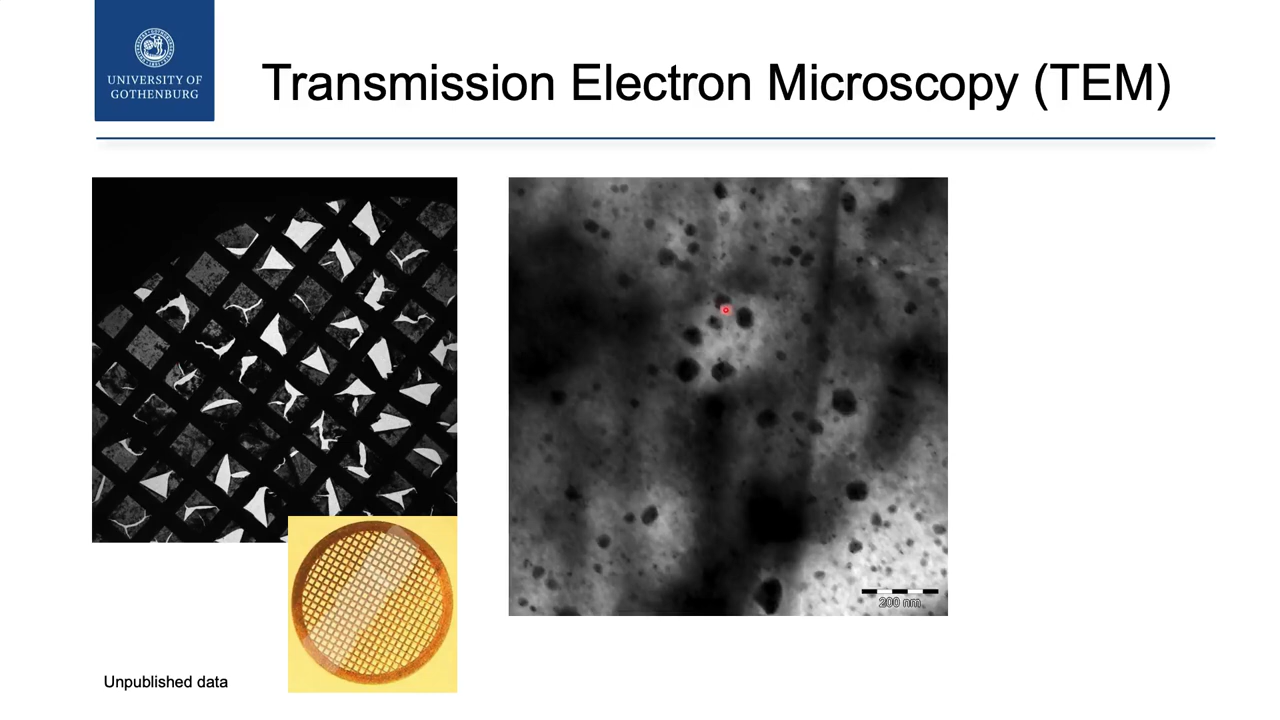 UNIVERSITY OF
GOTHENBURG
Transmission Electron Microscopy (TEM)
200 nm
Unpublished data